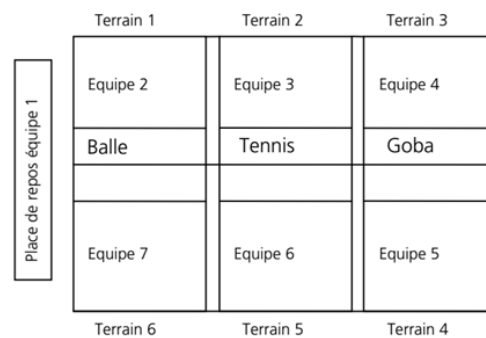 Terrain 1 Terrain 2 Terrain 3
Place de repos équipe 1
Equipe 2 Equipe 3 Equipe 4
Balle Tennis Goba
Equipe 7 Equipe 6 Equipe 5
Terrain 6 Terrain 5 Terrain 4